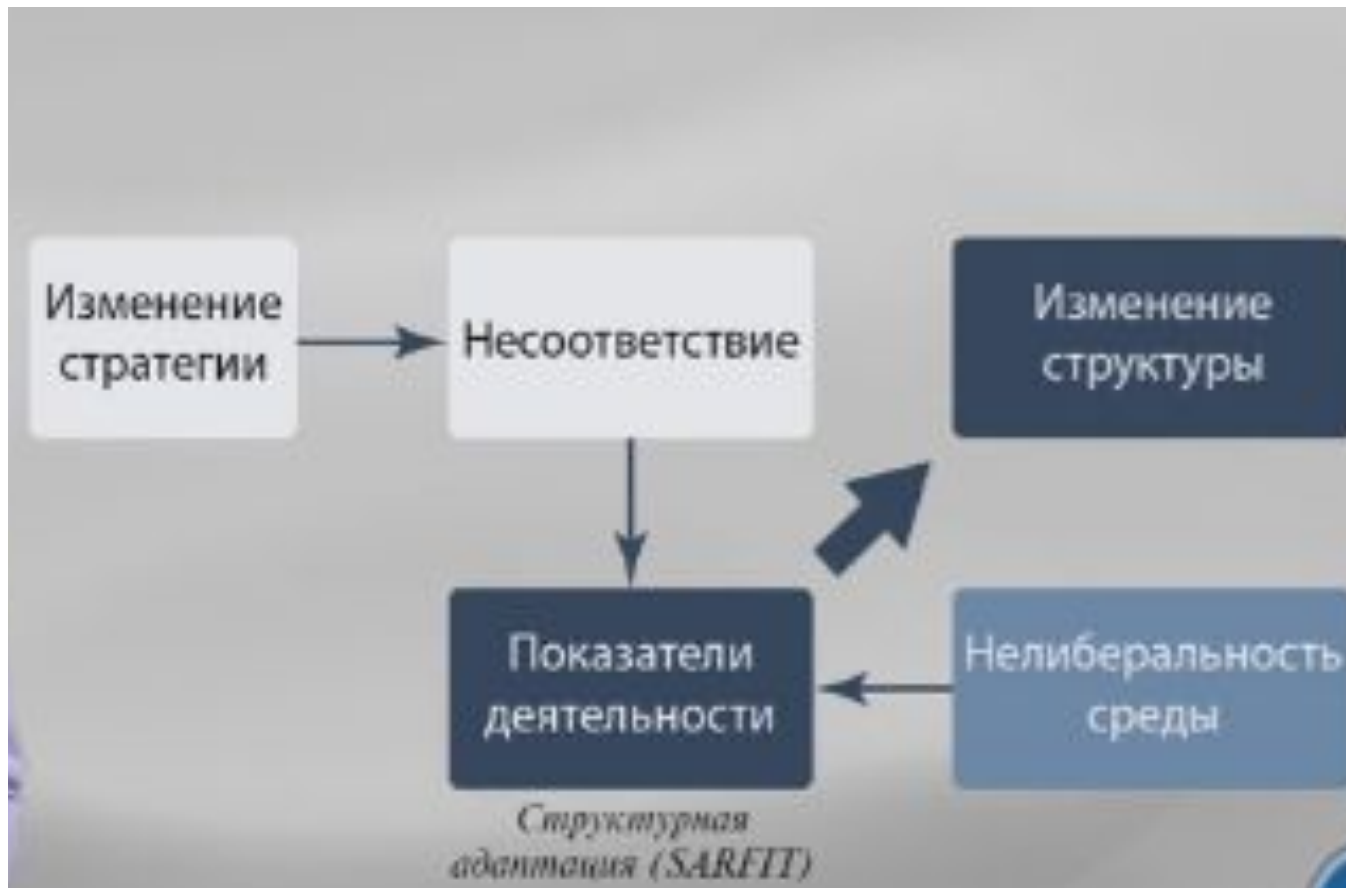 Изменение
стратегии
Несоответствие
Изменение
структуры
Показатели
деятельности
Нелиберальность
среды
Структурная
адаптация (SARFIT)